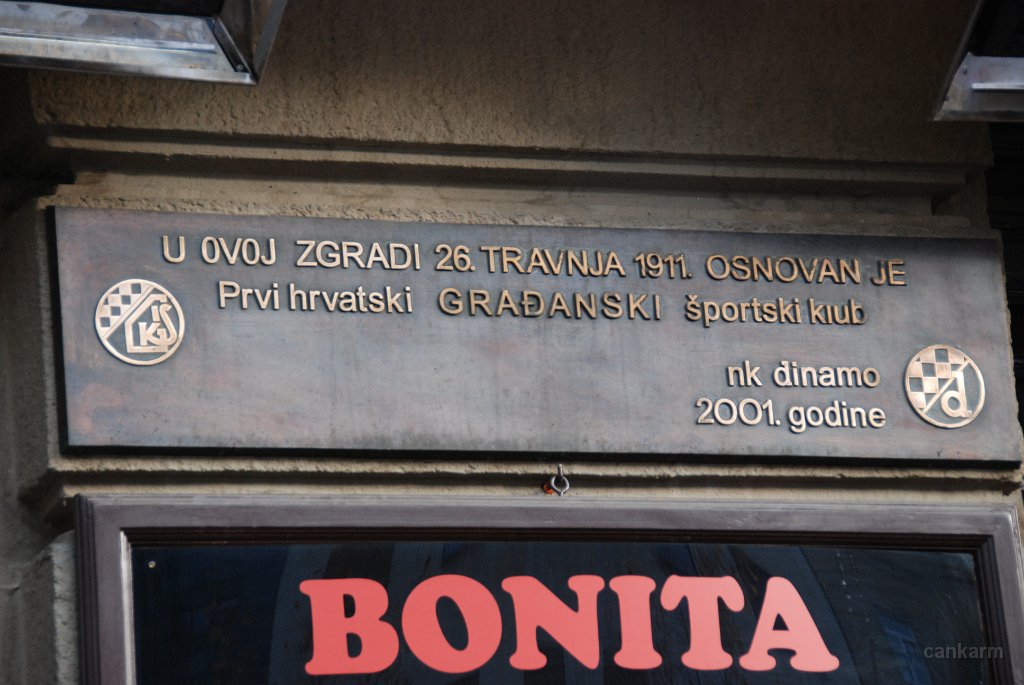 U OVOJ ZGRADI 26. TRAVNJA 1911. OSNOVAN JE
Prvi hrvatski GRAĐANSKI športski klub
nk dinamo
2001. godine
d
BONITA
cankarm